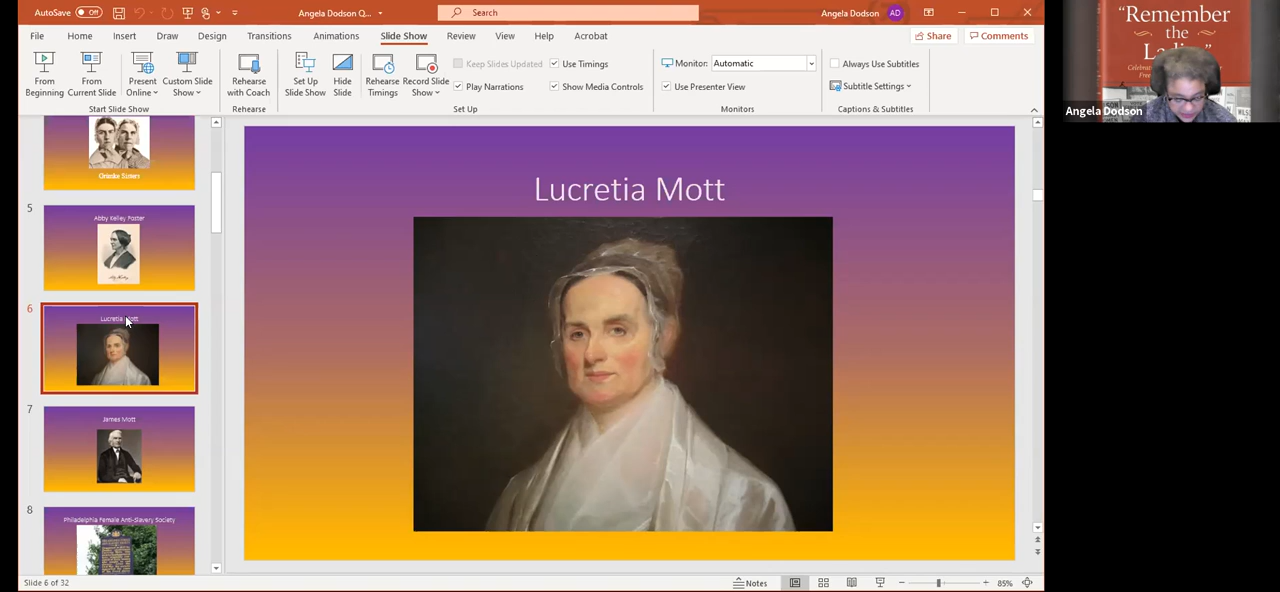 AutoSave Off
Angela Dodson Q...
Search
Angela Dodson AD
File Home Insert Draw Design Transitions Animations Slide Show Review View Help Acrobat
Share Comments
From Beginning
From Current Slide
Present Online
Custom Slide Show
Start Slide Show
Rehearse with Coach
Rehearse
Set Up Slide Show
Hide Slide
Rehearse Timings
Record Slide Show
Keep Slides Updated
Play Narrations
Use Timings
Show Media Controls
Set Up
Monitor: Automatic
Use Presenter View
Monitors
Always Use Subtitles
Subtitle Settings
Captions & Subtitles
Grimke Sisters
5
Abby Kelley Foster
6
Lucretia Mott
7
James Mott
8
Philadelphia Female Anti-Slavery Society
Lucretia Mott
Slide 6 of 32
Notes
85%
"Remember
the
Angela Dodson